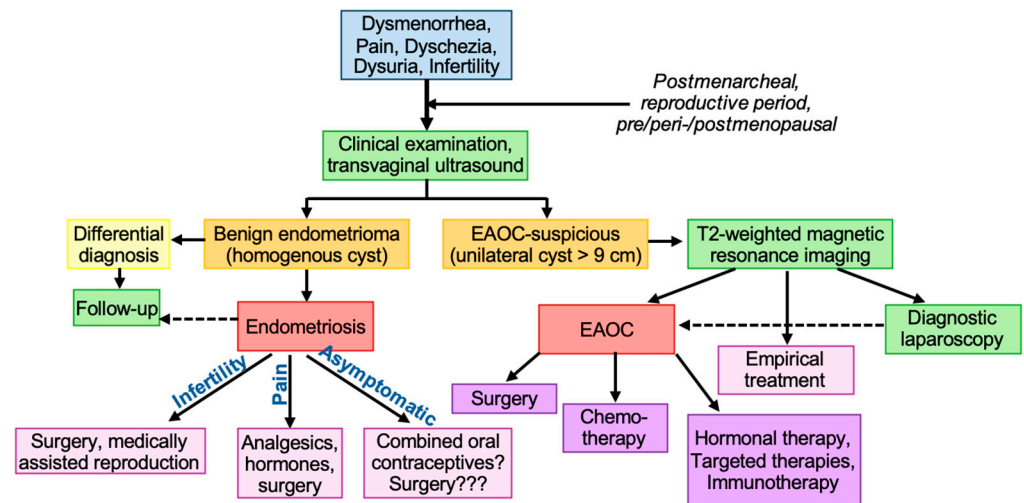 Dysmenorrhea,
Pain, Dyschezia,
Dysuria, Infertility
Postmenarcheal,
reproductive period,
pre/peri-/postmenopausal
Clinical examination,
transvaginal ultrasound
Differential
diagnosis
Benign endometrioma
(homogenous cyst)
EAOC-suspicious
(unilateral cyst > 9 cm)
T2-weighted magnetic
resonance imaging
Follow-up
Endometriosis
EAOC
Diagnostic
laparoscopy
Empirical
treatment
Infertility
Pain
Asymptomatic
Surgery
Chemo-
therapy
Hormonal therapy,
Targeted therapies,
Immunotherapy
Surgery, medically
assisted reproduction
Analgesics,
hormones,
surgery
Combined oral
contraceptives?
Surgery???